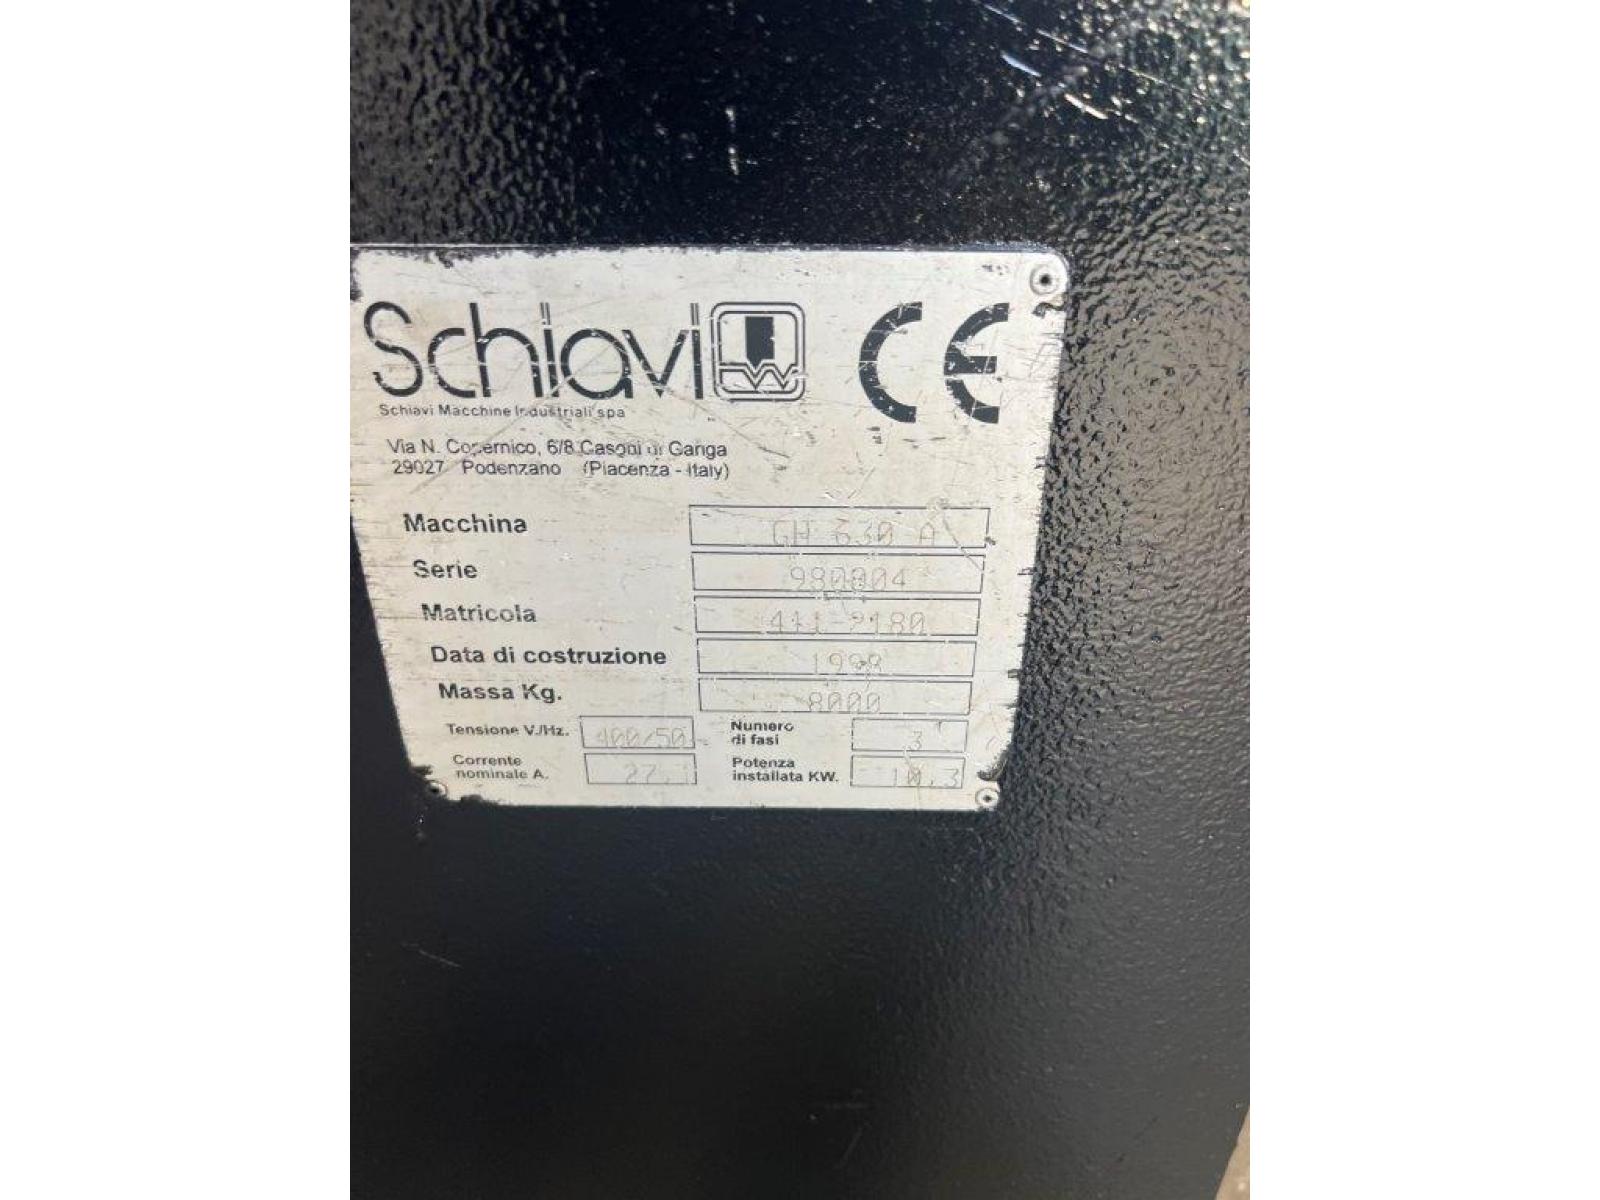 Schiavi CE
Schiavi Macchine Industriali spa
Via N. Copernico, 6/8 Casoni di Gariga
29027 Podenzano (Piacenza - Italy)
Macchina GH 630 A
Serie 980004
Matricola 411-2180
Data di costruzione 1998
Massa Kg. 8000
Tensione V./Hz. 400/50 Numero di fasi 3
Corrente nominale A. 27. Potenza installata KW. 10.3